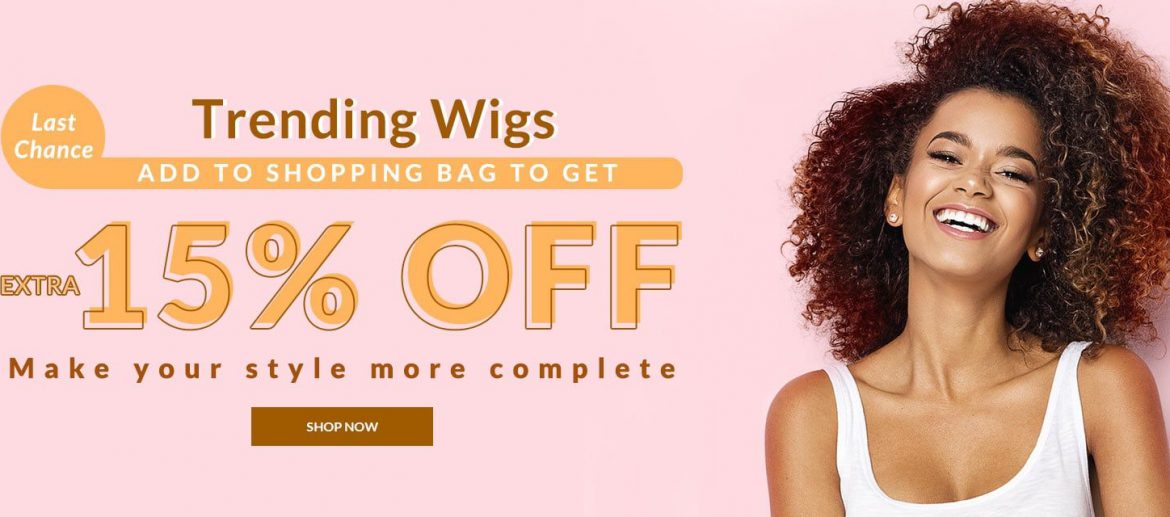 Last
Chance
Trending Wigs
ADD TO SHOPPING BAG TO GET
EXTRA 15% OFF
Make your style more complete
SHOP NOW